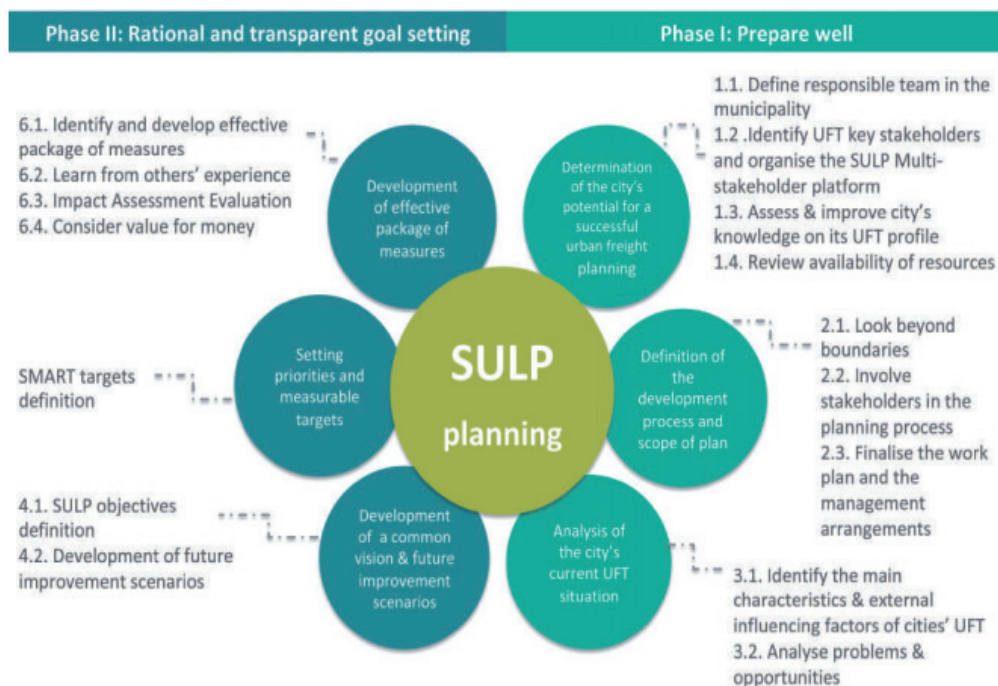 Phase II: Rational and transparent goal setting
Phase I: Prepare well
6.1. Identify and develop effective
package of measures
6.2. Learn from others' experience
6.3. Impact Assessment Evaluation
6.4. Consider value for money
Development
of effective
package of
measures
Determination
of the city's
potential for a
successful
urban freight
planning
1.1. Define responsible team in the
municipality
1.2 .Identify UFT key stakeholders
and organise the SULP Multi-
stakeholder platform
1.3. Assess & improve city's
knowledge on its UFT profile
1.4. Review availability of resources
SMART targets
definition
Setting
priorities and
measurable
targets
SULP
planning
Definition of
the
development
process and
scope of plan
2.1. Look beyond
boundaries
2.2. Involve
stakeholders in the
planning process
2.3. Finalise the work
plan and the
management
arrangements
4.1. SULP objectives
definition
4.2. Development of future
improvement scenarios
Development
of a common
vision & future
improvement
scenarios
Analysis of
the city's
current UFT
situation
3.1. Identify the main
characteristics & external
influencing factors of cities' UFT
3.2. Analyse problems &
opportunities